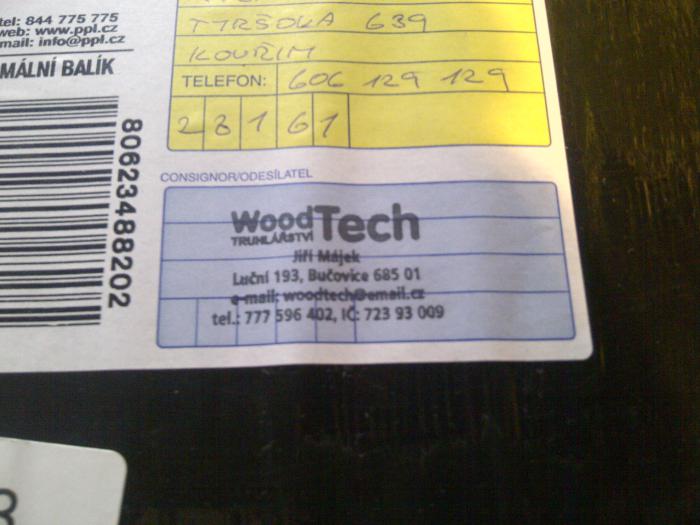 tel: 844 775 775
web: www.ppl.cz
mail: info@ppl.cz
MÁLNÍ BALÍK
80623488202
TYRŠOVA 639
KOUŘIM
TELEFON: 606 129 129
28161
CONSIGNOR/ODESÍLATEL
WoodTech
TRUHLÁŘSTVÍ
Jiří Májek
Luční 193, Bučovice 685 01
e-mail: woodtech@email.cz
tel.: 777 596 402, IČ: 723 93 009